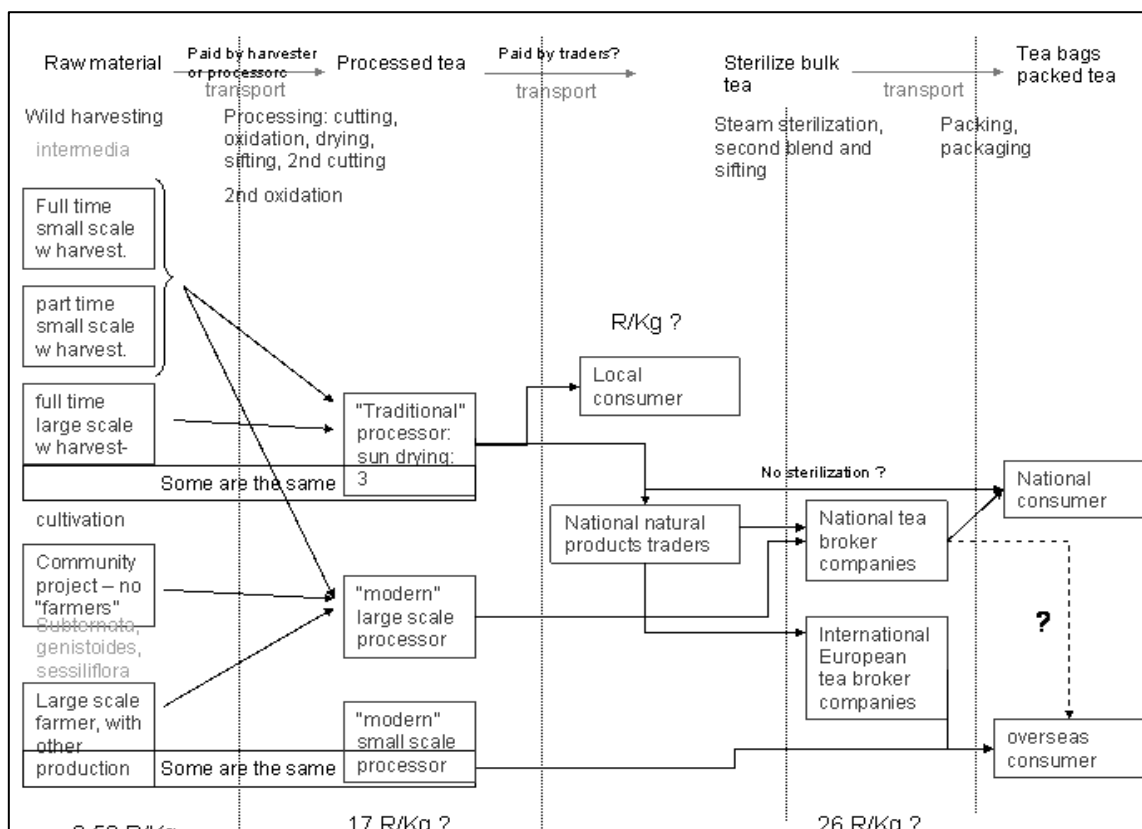 Raw material
Paid by harvester
or processorc
transport
Processed tea
Paid by traders?
transport
Sterilize bulk
tea
transport
Tea bags
packed tea
Wild harvesting
intermedia
Processing: cutting,
oxidation, drying,
sifting, 2nd cutting
2nd oxidation
Steam sterilization,
second blend and
sifting
Packing,
packaging
Full time
small scale
w harvest.
part time
small scale
w harvest.
full time
large scale
w harvest-
Some are the same
cultivation
Community
project – no
"farmers"
Subternata,
genistoides,
sessiliflora
Large scale
farmer, with
other
production
Some are the same
"Traditional"
processor:
sun drying:
3
"modern"
large scale
processor
"modern"
small scale
processor
R/Kg ?
Local
consumer
National natural
products traders
No sterilization ?
National tea
broker
companies
International
European
tea broker
companies
National
consumer
?
overseas
consumer
R/Kg
17 R/Kg ?
26 R/Kg ?